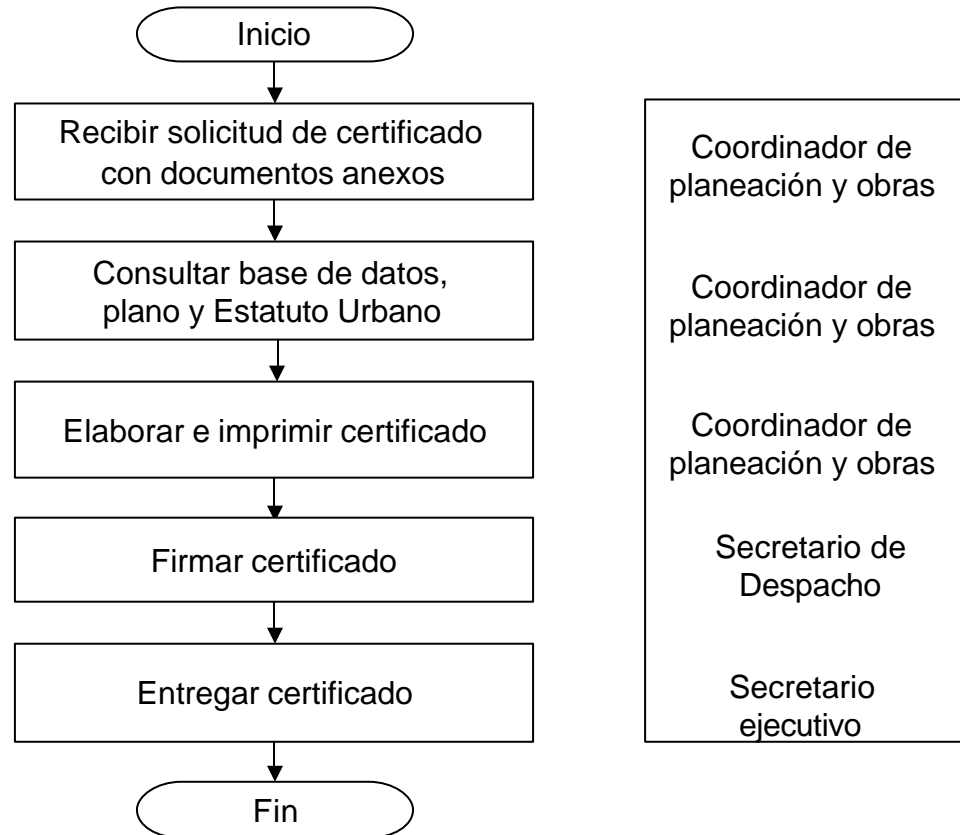 Inicio
Recibir solicitud de certificado
con documentos anexos
Coordinador de
planeación y obras
Consultar base de datos,
plano y Estatuto Urbano
Coordinador de
planeación y obras
Elaborar e imprimir certificado
Coordinador de
planeación y obras
Firmar certificado
Secretario de
Despacho
Entregar certificado
Secretario
ejecutivo
Fin